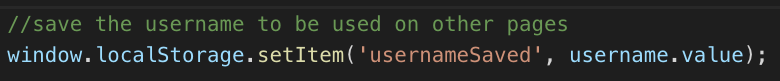 //save the username to be used on other pages
window.localStorage.setItem('usernameSaved', username.value);